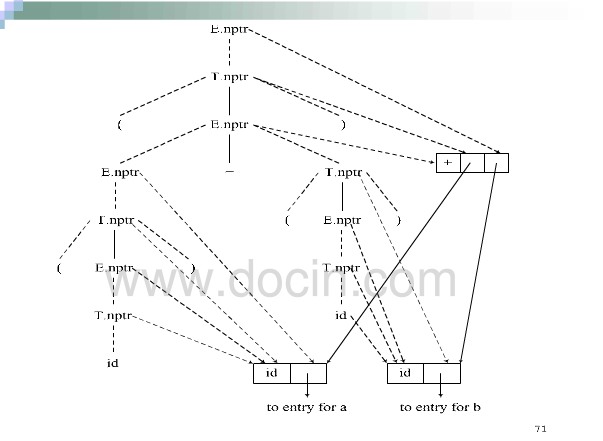 E.nptr
T.nptr
( E.nptr )
+
E.nptr – T.nptr
T.nptr ( E.nptr )
( E.nptr ) T.nptr
www.docin.com
T.nptr id
id
id id
to entry for a to entry for b
71